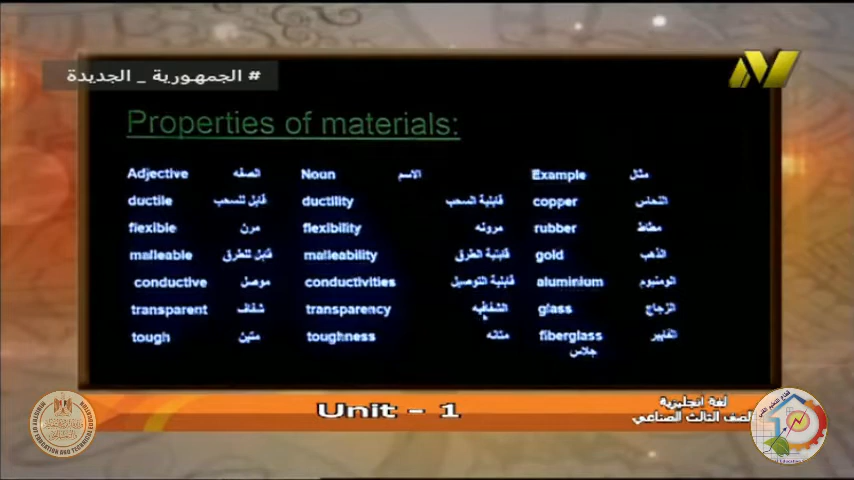 # الجمهورية _ الجديدة
Properties of materials:
Adjective الصفه Noun الاسم Example مثال
ductile قابل للسحب ductility قابلية السحب copper النحاس
flexible مرن flexibility مرونه rubber مطاط
malleable قابل للطرق malleability قابلية الطرق gold الذهب
conductive موصل conductivities قابلية التوصيل aluminium الومنيوم
transparent شفاف transparency الشفافيه glass الزجاج
tough متين toughness متانه fiberglass الفايبر
جلاس
Unit - 1
لغة انجليزية
الصف الثالث الصناعي